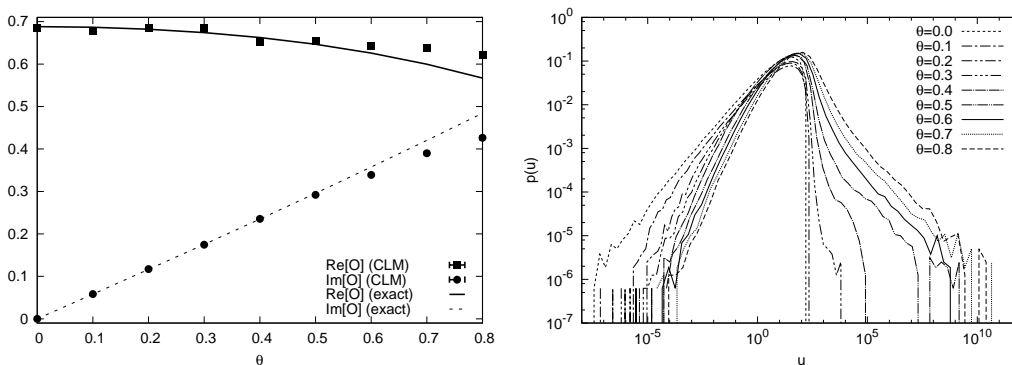 0.7
0.6
0.5
0.4
0.3
0.2
0.1
0
0 0.1 0.2 0.3 0.4 0.5 0.6 0.7 0.8
θ
Re[O] (CLM)
Im[O] (CLM)
Re[O] (exact)
Im[O] (exact)
p(u)
10^0
10^-1
10^-2
10^-3
10^-4
10^-5
10^-6
10^-7
10^-5 10^0 10^5 10^10
u
θ=0.0
θ=0.1
θ=0.2
θ=0.3
θ=0.4
θ=0.5
θ=0.6
θ=0.7
θ=0.8